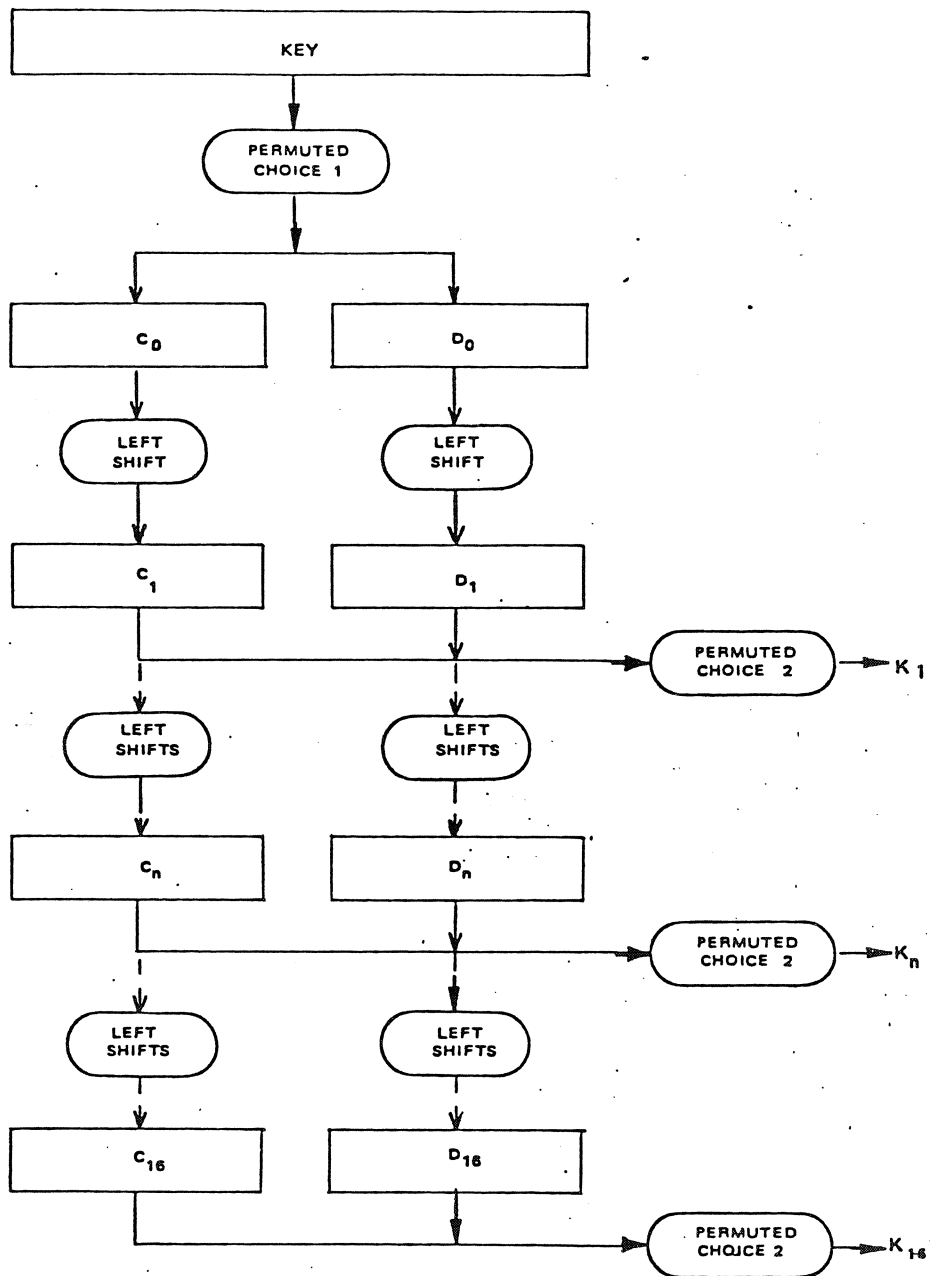 KEY
PERMUTED
CHOICE 1
C₀
D₀
LEFT
SHIFT
LEFT
SHIFT
C₁
D₁
PERMUTED
CHOICE 2
K₁
LEFT
SHIFTS
LEFT
SHIFTS
Cₙ
Dₙ
PERMUTED
CHOICE 2
Kₙ
LEFT
SHIFTS
LEFT
SHIFTS
C₁₆
D₁₆
PERMUTED
CHOICE 2
K₁₆